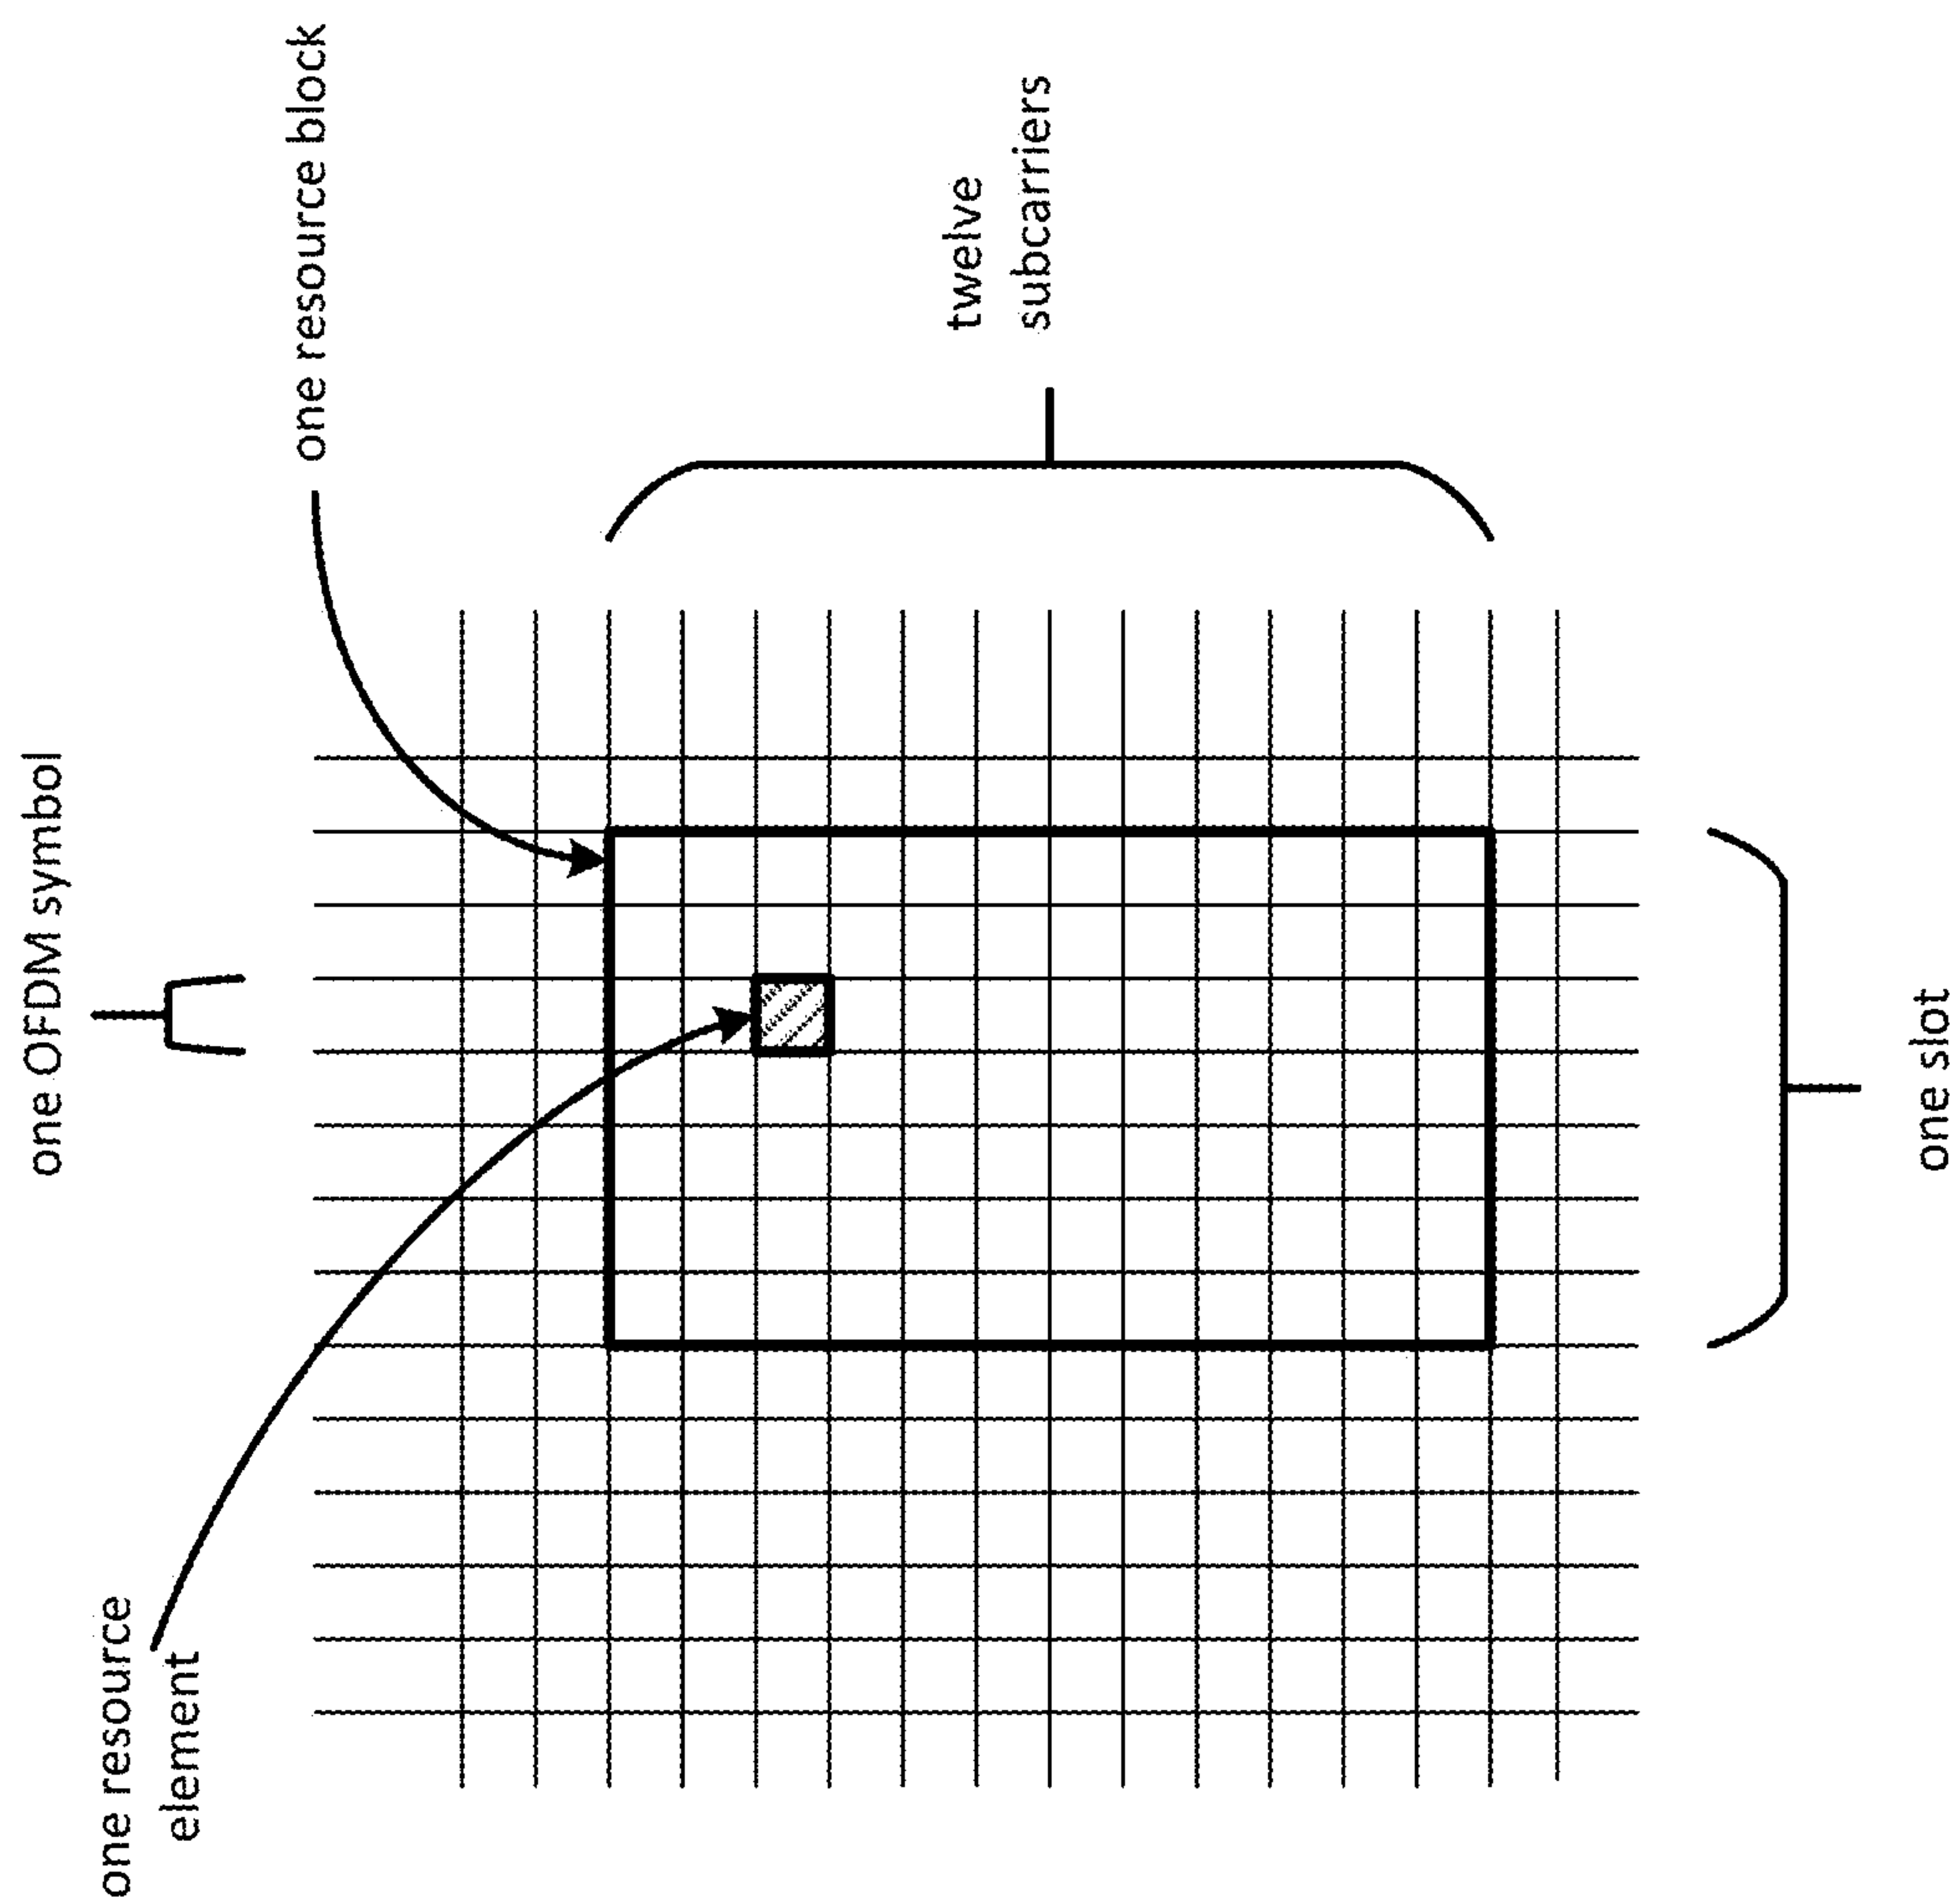 one OFDM symbol
one resource
element
one resource block
twelve
subcarriers
one slot